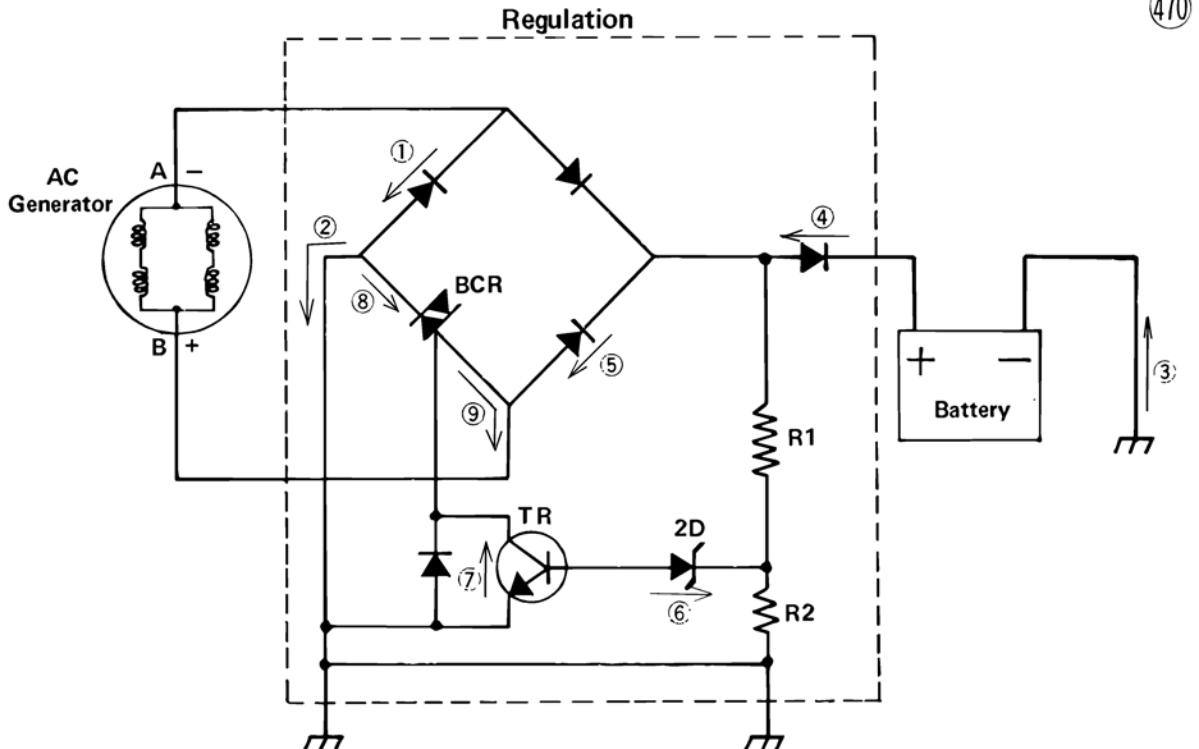 Regulation
470
AC
Generator
A −
B +
①
②
BCR
⑧
⑨
④
⑤
③
+ −
Battery
R1
TR
2D
⑦
⑥
R2